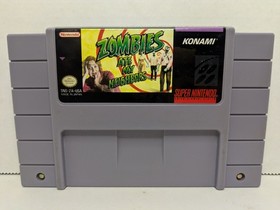 Nintendo
ZOMBIES
ATE MY
NEIGHBORS
KONAMI
SNS-ZA-USA
SUPER NINTENDO